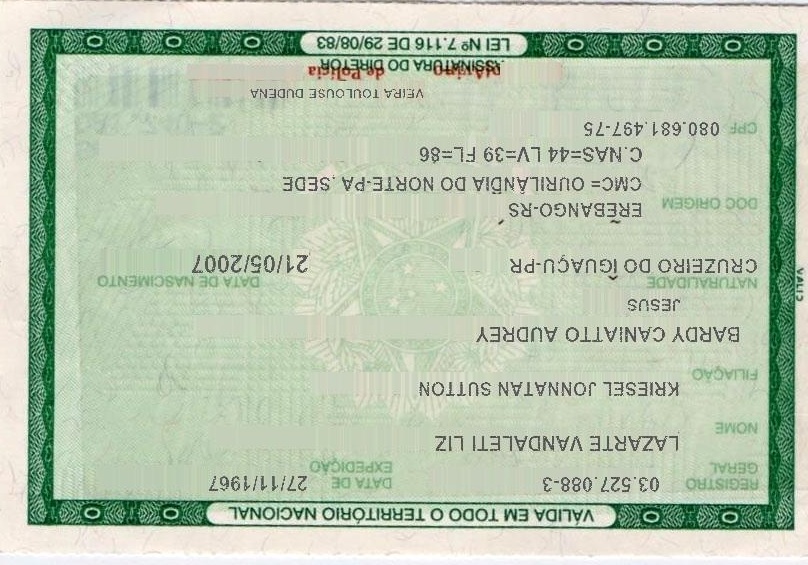 VÁLIDA EM TODO O TERRITÓRIO NACIONAL
REGISTRO GERAL 03.527.088-3 DATA DE EXPEDIÇÃO 27/11/1967
NOME
LAZARTE VANDALETI LIZ
FILIAÇÃO
KRIESEL JONNATAN SUTTON
BARDY CANIATTO AUDREY
JESUS
NATURALIDADE DATA DE NASCIMENTO
CRUZEIRO DO IGUAÇU-PR 21/05/2007
DOC ORIGEM EREBANGO-RS
CMC= OURILÂNDIA DO NORTE-PA ,SEDE
C.NAS=44 LV=39 FL=86
CPF 080.681.497-75
VEIRA TOULOUSE DUDENA
de Polícia
ASSINATURA DO DIRETOR
LEI Nº 7.116 DE 29/08/83